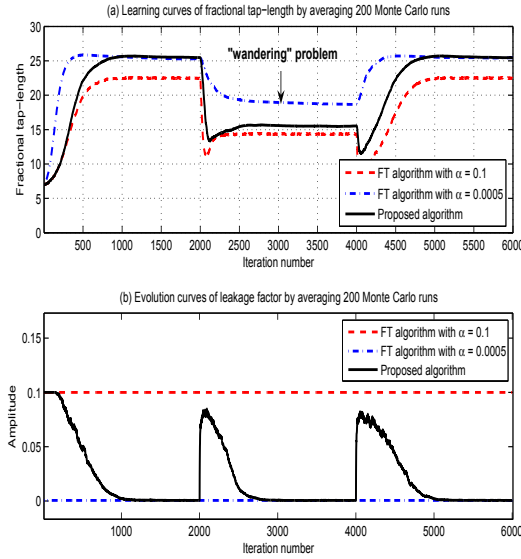 (a) Learning curves of fractional tap-length by averaging 200 Monte Carlo runs
30
25
20
15
10
5
0
Fractional tap-length
"wandering" problem
FT algorithm with α = 0.1
FT algorithm with α = 0.0005
Proposed algorithm
500 1000 1500 2000 2500 3000 3500 4000 4500 5000 5500 6000
Iteration number
(b) Evolution curves of leakage factor by averaging 200 Monte Carlo runs
0.15
0.1
0.05
0
Amplitude
FT algorithm with α = 0.1
FT algorithm with α = 0.0005
Proposed algorithm
1000 2000 3000 4000 5000 6000
Iteration number